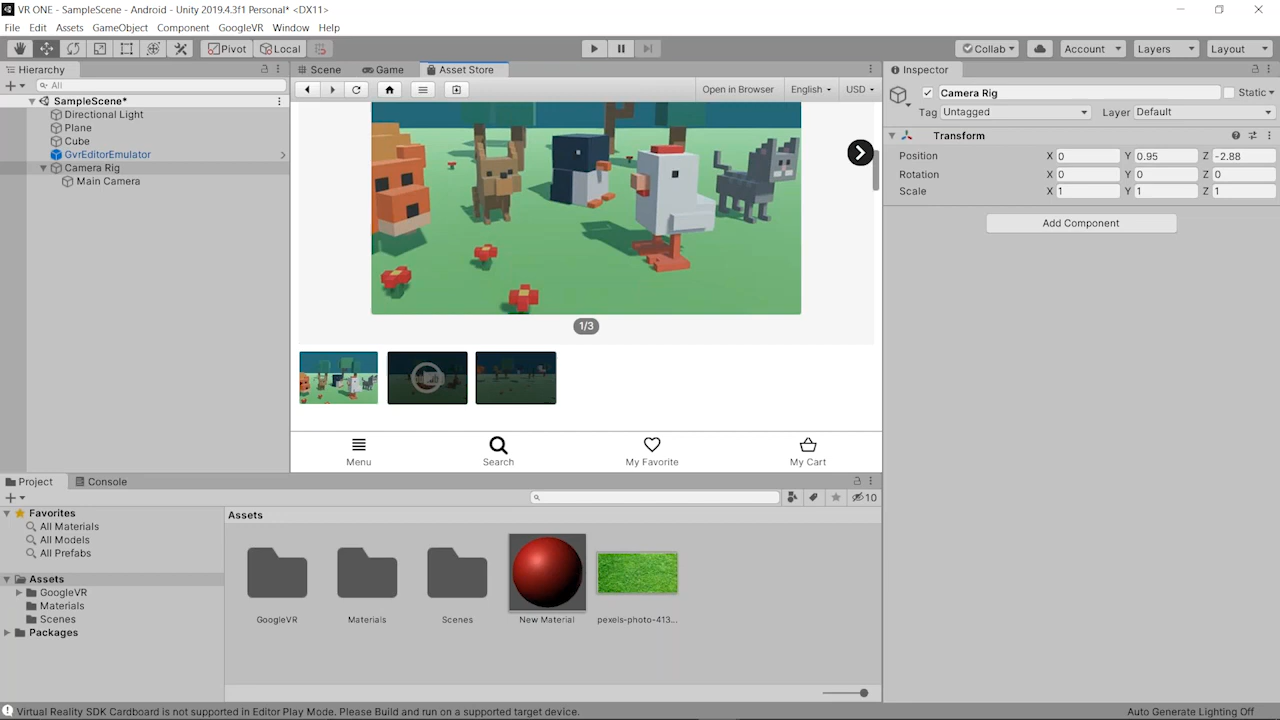 VR ONE - SampleScene - Android - Unity 2019.4.3f1 Personal* <DX11>
File Edit Assets GameObject Component GoogleVR Window Help
Pivot Local Collab Account Layers Layout
Hierarchy Scene Game Asset Store Inspector
All Open in Browser English USD Camera Rig Static
SampleScene*
Tag Untagged Layer Default
Directional Light
Plane
Cube
GvrEditorEmulator
Camera Rig
Main Camera
Transform
Position X 0 Y 0.95 Z -2.88
Rotation X 0 Y 0 Z 0
Scale X 1 Y 1 Z 1
Add Component
1/3
Menu Search My Favorite My Cart
Project Console
10
Favorites
All Materials
All Models
All Prefabs
Assets
GoogleVR
Materials
Scenes
Packages
Assets
GoogleVR Materials Scenes New Material pexels-photo-413...
Virtual Reality SDK Cardboard is not supported in Editor Play Mode. Please Build and run on a supported target device.
Auto Generate Lighting Off